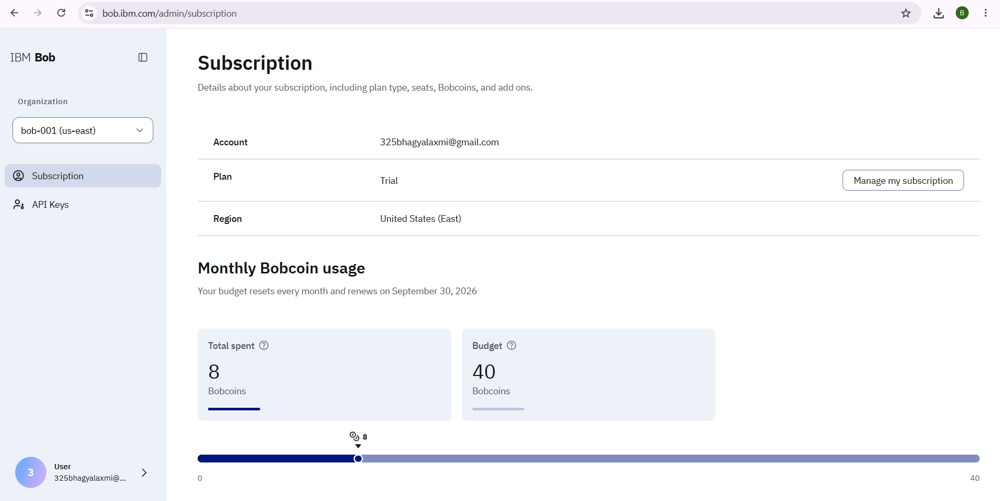 bob.ibm.com/admin/subscription
B
IBM Bob
Organization
bob-001 (us-east)
Subscription
API Keys
3
User
325bhagyalaxmi@...
Subscription
Details about your subscription, including plan type, seats, Bobcoins, and add ons.
Account 325bhagyalaxmi@gmail.com
Plan Trial Manage my subscription
Region United States (East)
Monthly Bobcoin usage
Your budget resets every month and renews on September 30, 2026
Total spent ?
8
Bobcoins
Budget ?
40
Bobcoins
8
0 40